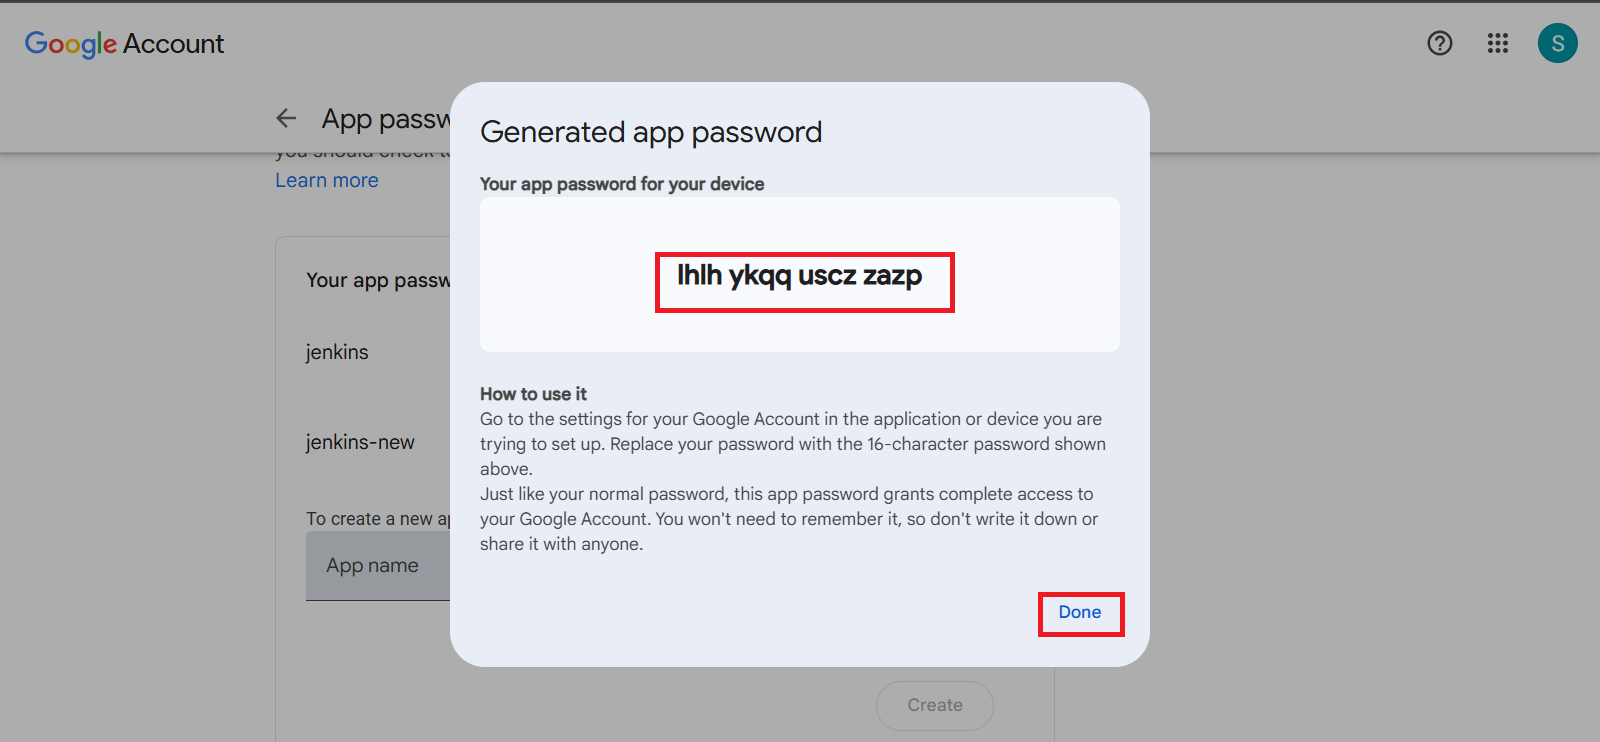 Google Account
S
App passw
you should check to
Learn more
Your app passw
jenkins
jenkins-new
To create a new ap
App name
Create
Generated app password
Your app password for your device
lhlh ykqq uscz zazp
How to use it
Go to the settings for your Google Account in the application or device you are
trying to set up. Replace your password with the 16-character password shown
above.
Just like your normal password, this app password grants complete access to
your Google Account. You won't need to remember it, so don't write it down or
share it with anyone.
Done